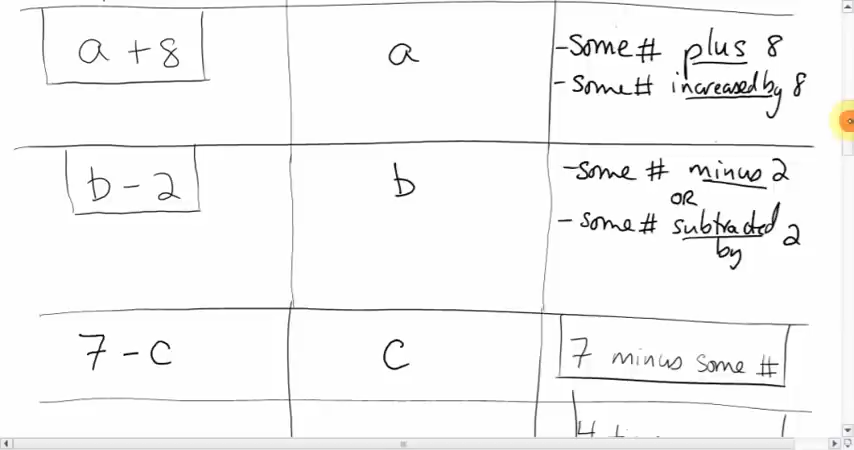 a + 8
a
- Some # plus 8
- Some # increased by 8
b - 2
b
- some # minus 2
OR
- some # subtracted 2
by
7 - c
c
7 minus some #
4